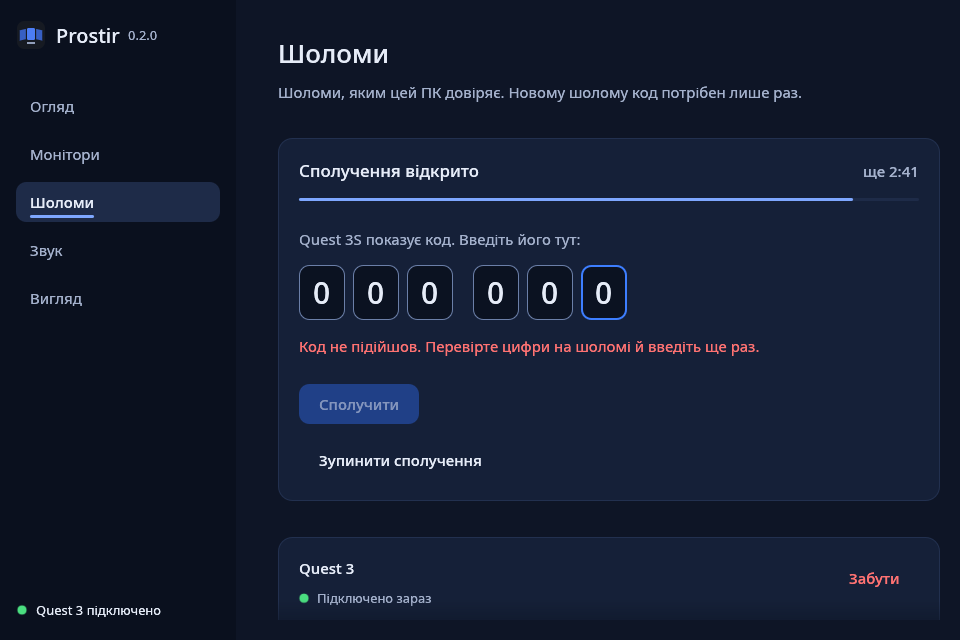 Prostir 0.2.0
Огляд
Монітори
Шоломи
Звук
Вигляд
Quest 3 підключено
Шоломи
Шоломи, яким цей ПК довіряє. Новому шолому код потрібен лише раз.
Сполучення відкрито
ще 2:41
Quest 3S показує код. Введіть його тут:
0 0 0 0 0 0
Код не підійшов. Перевірте цифри на шоломі й введіть ще раз.
Сполучити
Зупинити сполучення
Quest 3
Підключено зараз
Забути